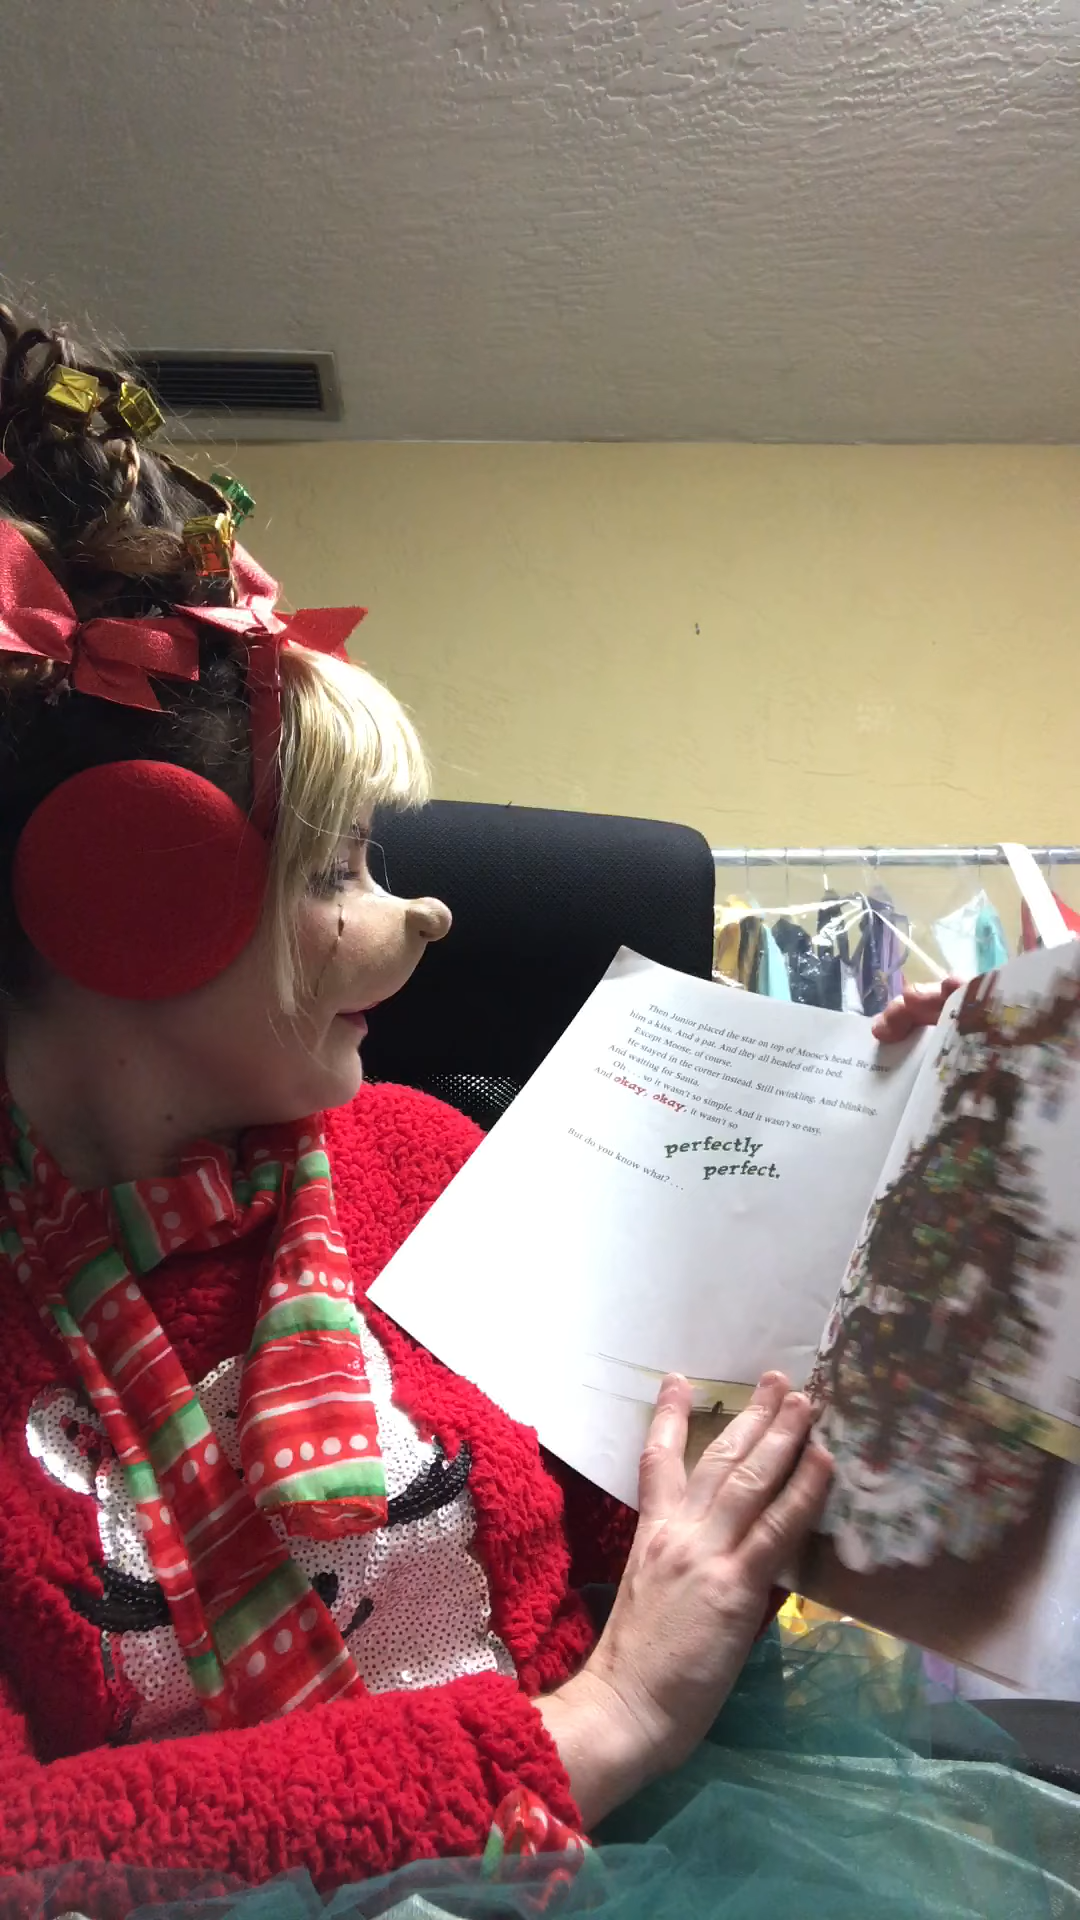 Then Junior placed the star on top of Moose's head. He gave
him a kiss. And a pat. And they all headed off to bed.
Except Moose, of course.
He stayed in the corner instead. Still twinkling. And blinking.
And waiting for Santa.
Oh . . . so it wasn't so simple. And it wasn't so easy.
And okay, okay, it wasn't so
perfectly
perfect.
But do you know what? . . .